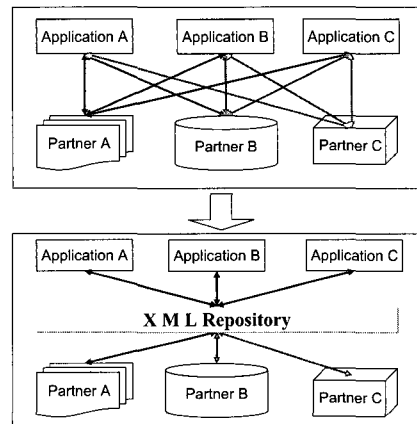 Application A
Application B
Application C
Partner A
Partner B
Partner C
Application A
Application B
Application C
X M L Repository
Partner A
Partner B
Partner C